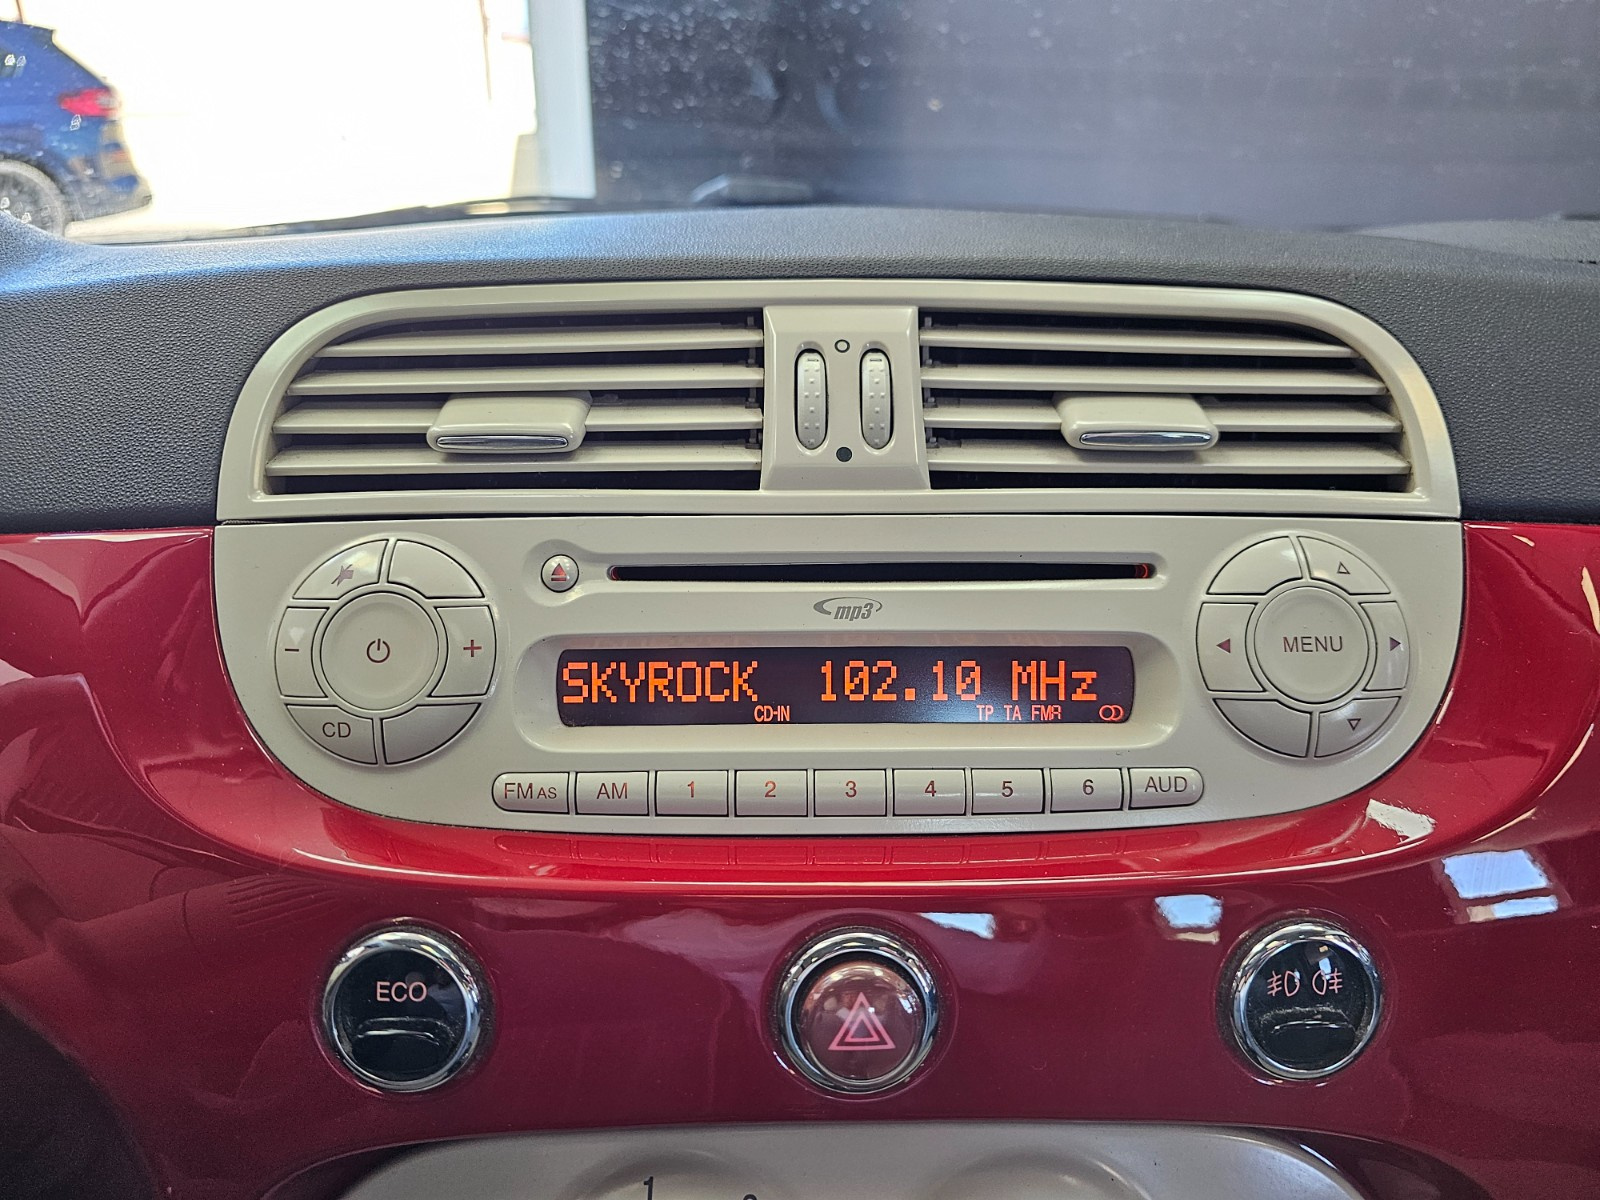 mp3
SKYROCK 102.10 MHz
CD-IN TP TA FMR
MENU
CD
FM AS AM 1 2 3 4 5 6 AUD
ECO
1